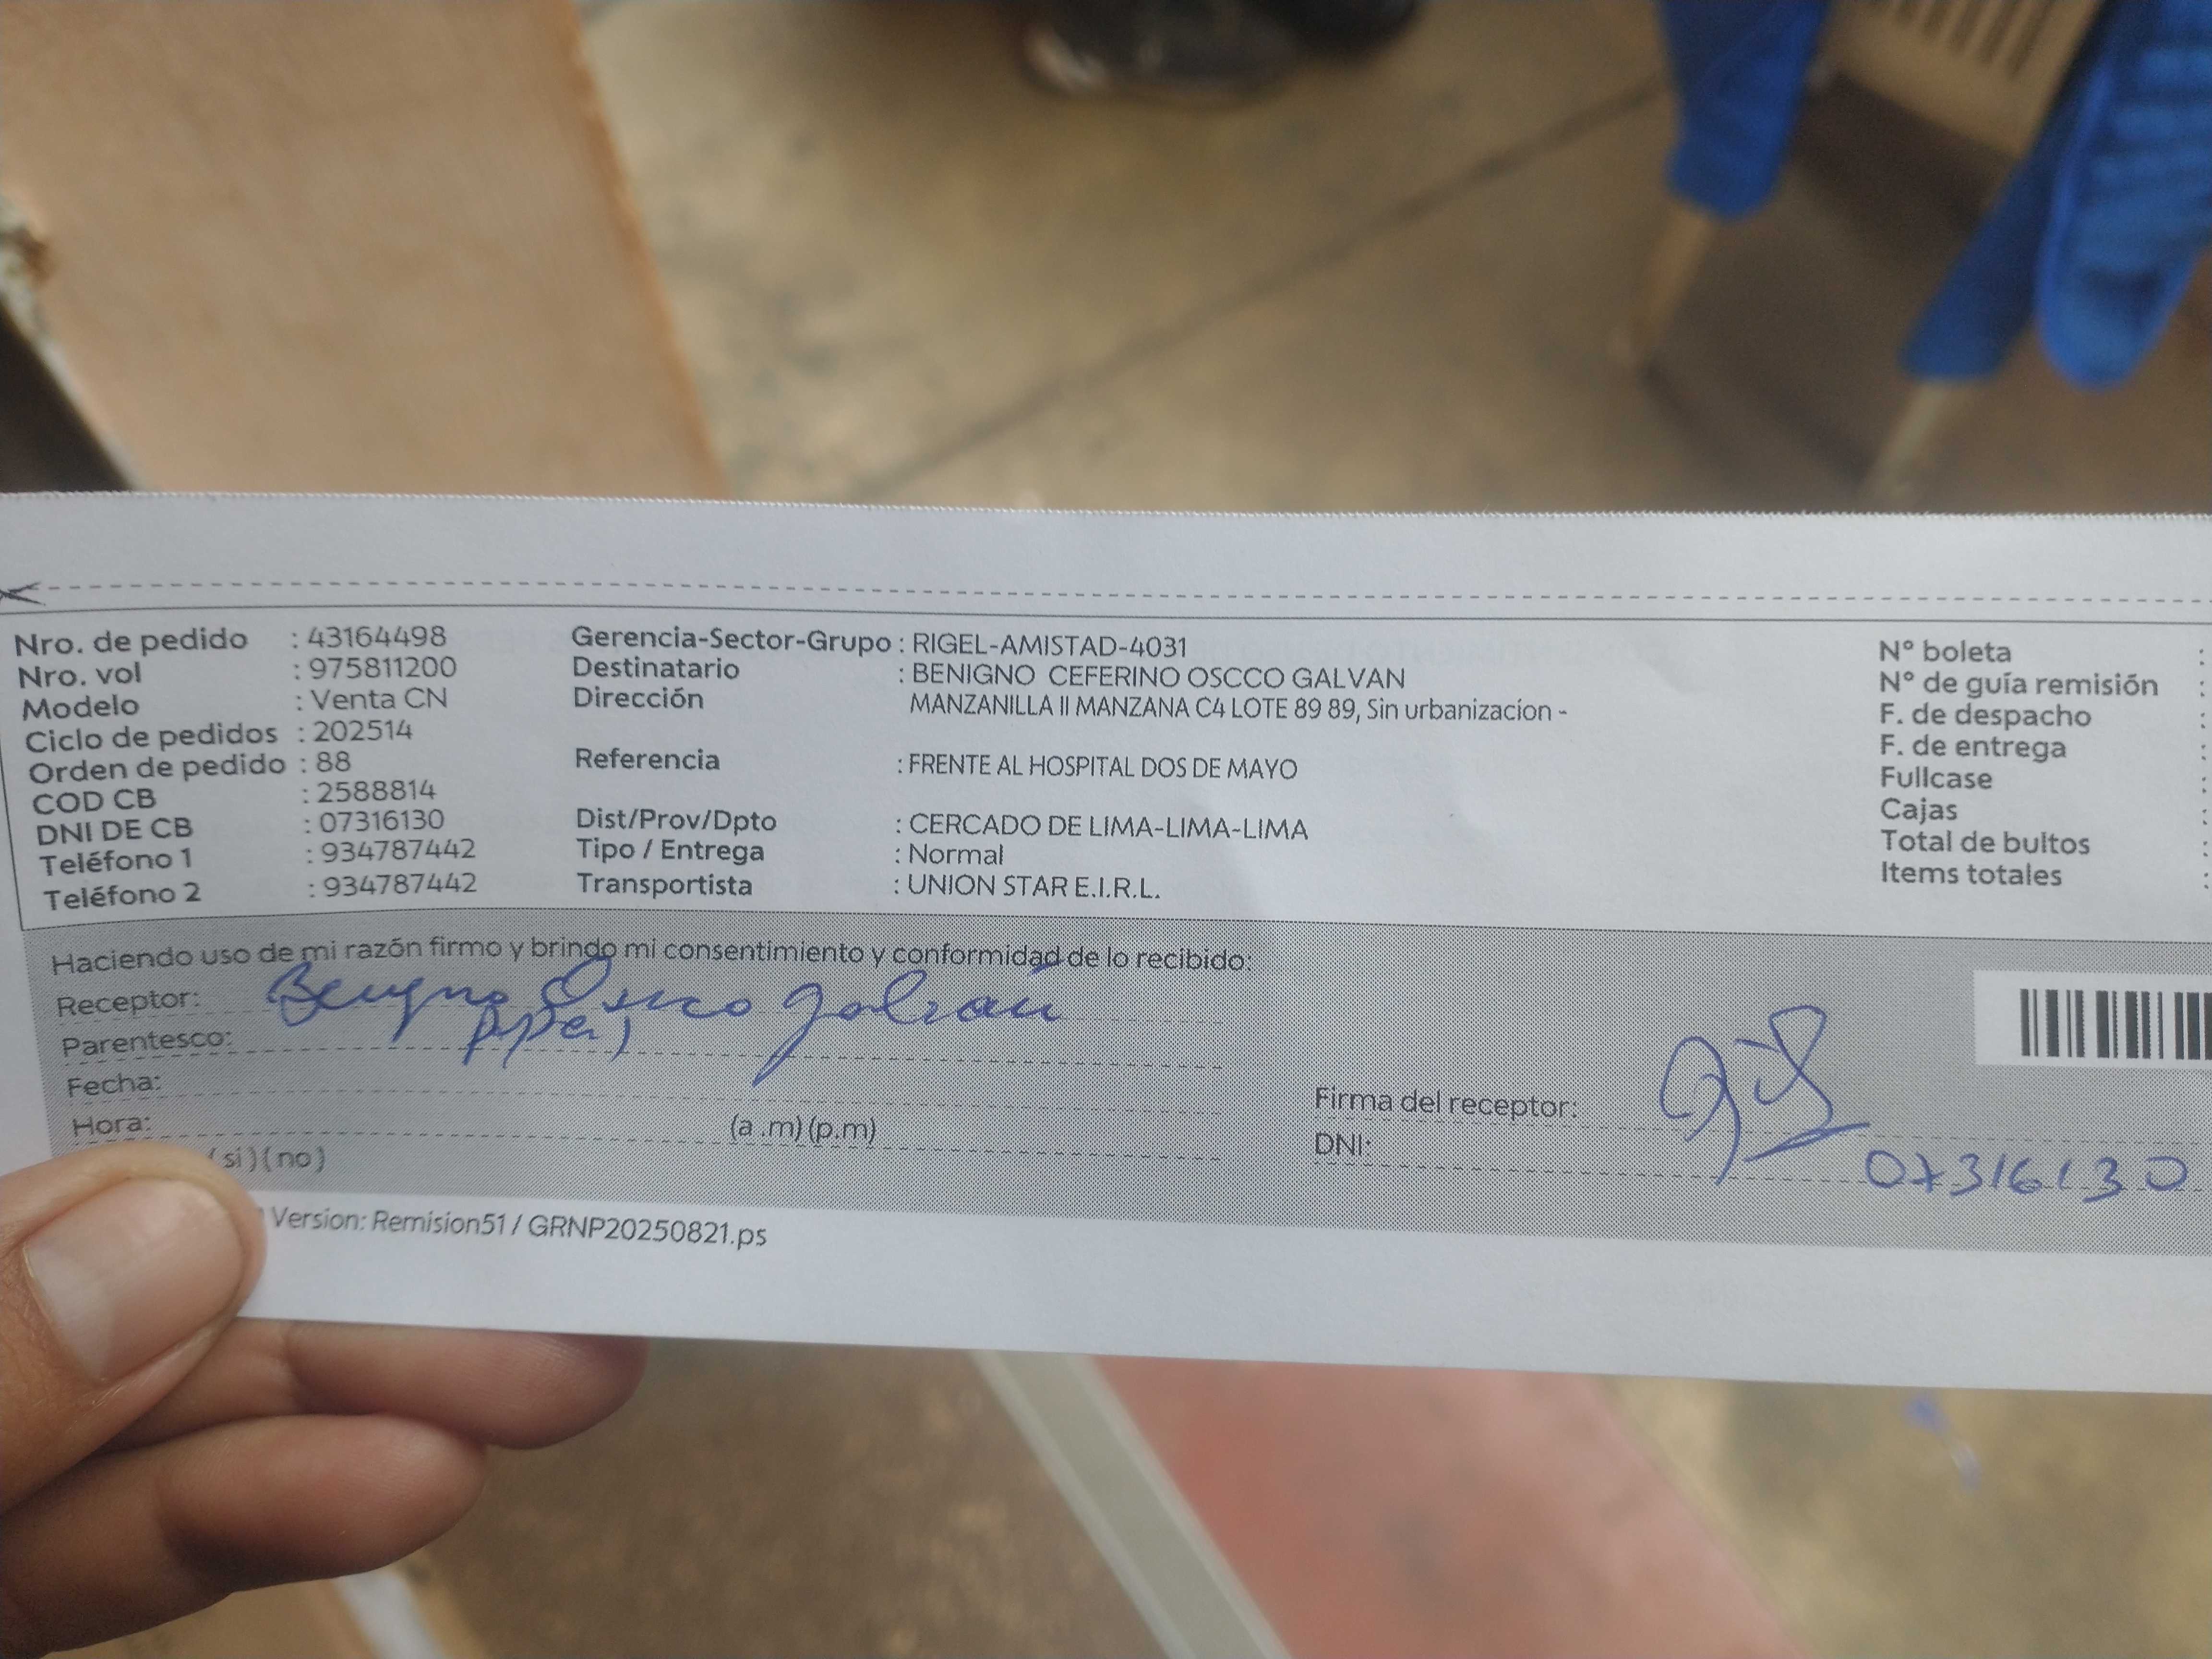 Nro. de pedido : 43164498
Nro. vol : 975811200
Modelo : Venta CN
Ciclo de pedidos : 202514
Orden de pedido : 88
COD CB : 2588814
DNI DE CB : 07316130
Teléfono 1 : 934787442
Teléfono 2 : 934787442
Gerencia-Sector-Grupo : RIGEL-AMISTAD-4031
Destinatario : BENIGNO CEFERINO OSCCO GALVAN
Dirección MANZANILLA II MANZANA C4 LOTE 89 89, Sin urbanizacion -
Referencia : FRENTE AL HOSPITAL DOS DE MAYO
Dist/Prov/Dpto : CERCADO DE LIMA-LIMA-LIMA
Tipo / Entrega : Normal
Transportista : UNION STAR E.I.R.L.
N° boleta :
N° de guía remisión :
F. de despacho :
F. de entrega :
Fullcase :
Cajas :
Total de bultos :
Items totales :
Haciendo uso de mi razón firmo y brindo mi consentimiento y conformidad de lo recibido:
Receptor: Benigno Oscco Galvan
Parentesco:
Fecha:
Hora: (a .m) (p.m)
(si) (no)
Firma del receptor:
DNI: 07316130
Version: Remision51 / GRNP20250821.ps